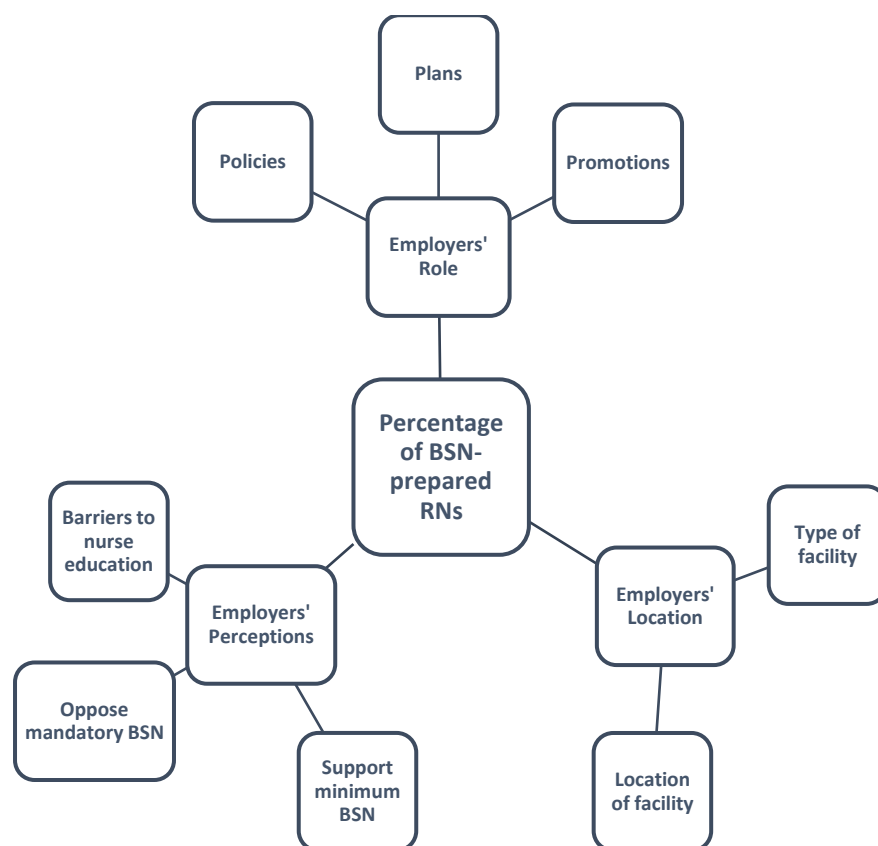 Plans
Policies
Promotions
Employers'
Role
Percentage
of BSN-
prepared
RNs
Barriers to
nurse
education
Type of
facility
Employers'
Perceptions
Employers'
Location
Oppose
mandatory BSN
Support
minimum
BSN
Location
of facility